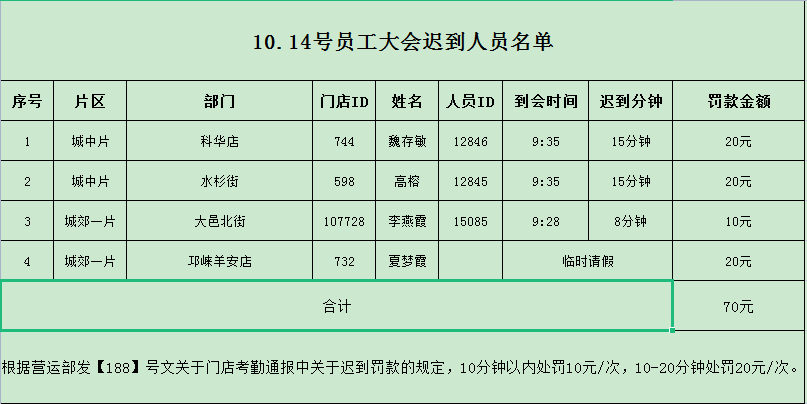 10.14号员工大会迟到人员名单
序号 片区 部门 门店ID 姓名 人员ID 到会时间 迟到分钟 罚款金额
1 城中片 科华店 744 魏存敏 12846 9:35 15分钟 20元
2 城中片 水杉街 598 高榕 12845 9:35 15分钟 20元
3 城郊一片 大邑北街 107728 李燕霞 15085 9:28 8分钟 10元
4 城郊一片 邛崃羊安店 732 夏梦霞 临时请假 20元
合计 70元
根据营运部发【188】号文关于门店考勤通报中关于迟到罚款的规定，10分钟以内处罚10元/次，10-20分钟处罚20元/次。